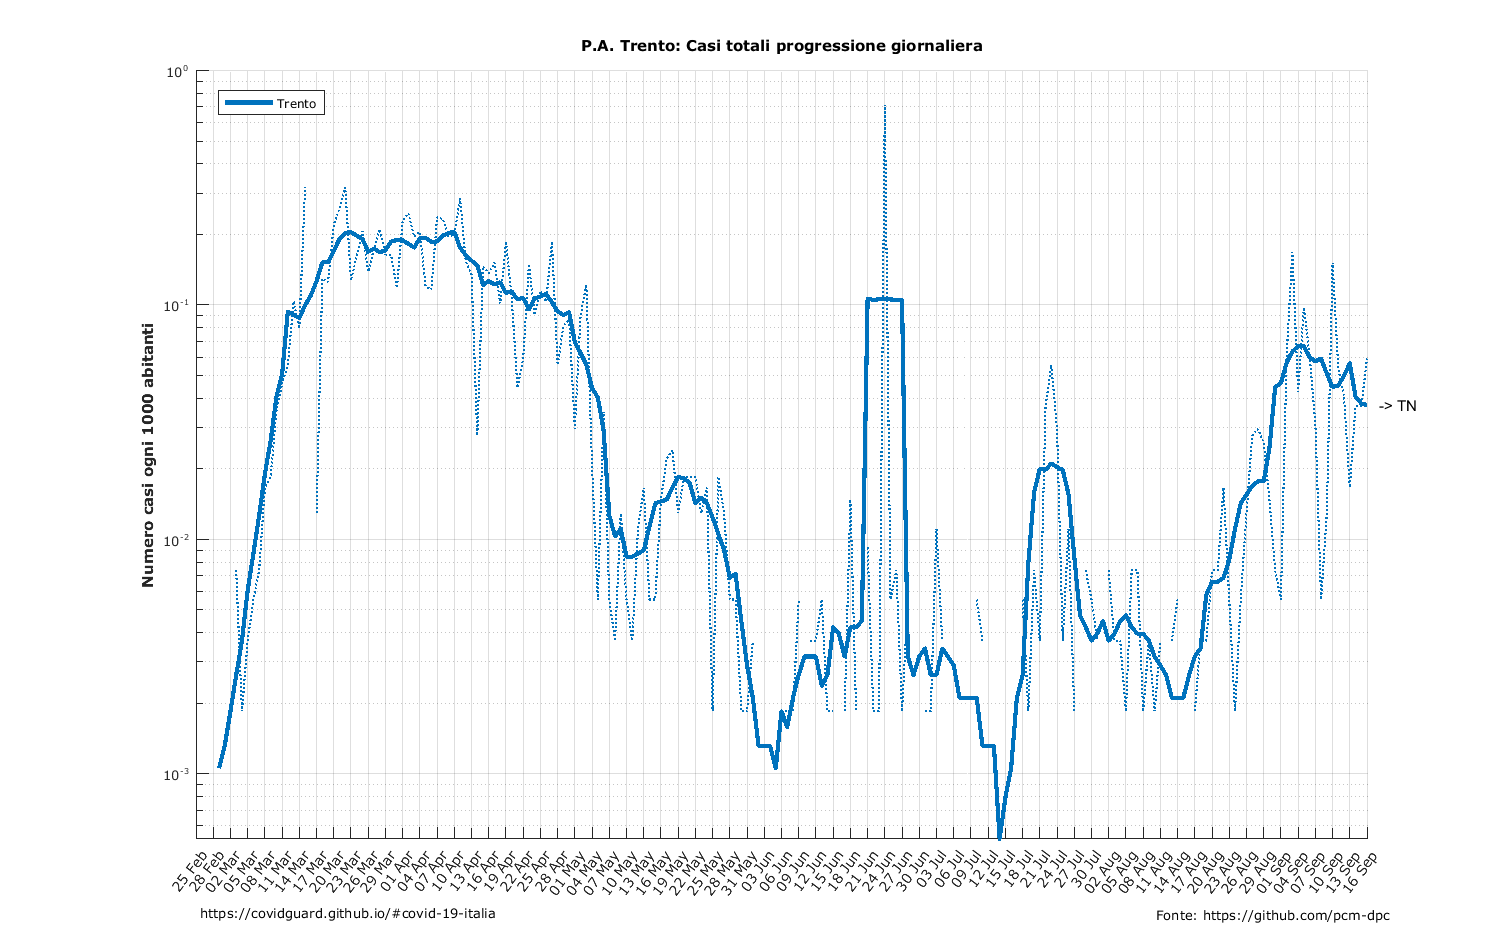 P.A. Trento: Casi totali progressione giornaliera
10^0
10^-1
10^-2
10^-3
Numero casi ogni 1000 abitanti
Trento
-> TN
25 Feb
28 Feb
02 Mar
05 Mar
08 Mar
11 Mar
14 Mar
17 Mar
20 Mar
23 Mar
26 Mar
29 Mar
01 Apr
04 Apr
07 Apr
10 Apr
13 Apr
16 Apr
19 Apr
22 Apr
25 Apr
28 Apr
01 May
04 May
07 May
10 May
13 May
16 May
19 May
22 May
25 May
28 May
31 May
03 Jun
06 Jun
09 Jun
12 Jun
15 Jun
18 Jun
21 Jun
24 Jun
27 Jun
30 Jun
03 Jul
06 Jul
09 Jul
12 Jul
15 Jul
18 Jul
21 Jul
24 Jul
27 Jul
30 Jul
02 Aug
05 Aug
08 Aug
11 Aug
14 Aug
17 Aug
20 Aug
23 Aug
26 Aug
29 Aug
01 Sep
04 Sep
07 Sep
10 Sep
13 Sep
16 Sep
https://covidguard.github.io/#covid-19-italia
Fonte: https://github.com/pcm-dpc